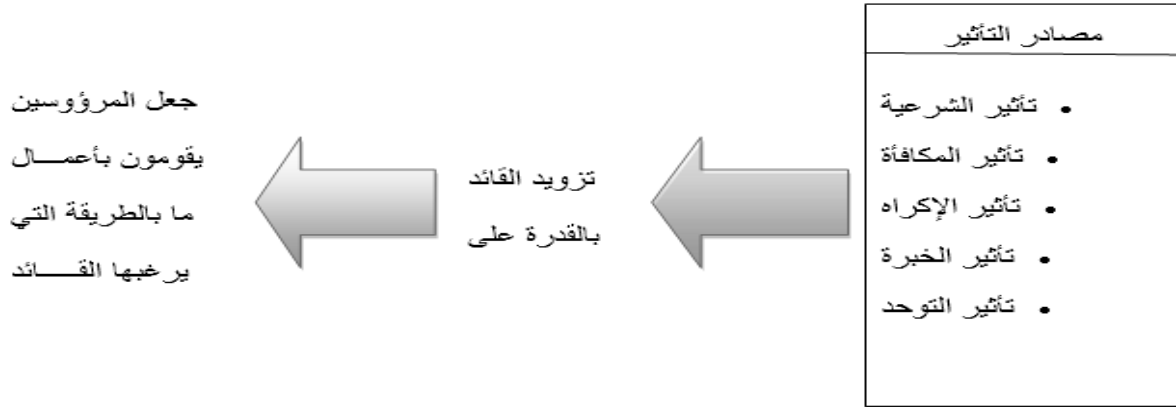 مصادر التأثير
• تأثير الشرعية
• تأثير المكافأة
• تأثير الإكراه
• تأثير الخبرة
• تأثير التوحد
تزويد القائد
بالقدرة على
جعل المرؤوسين
يقومون بأعمـــال
ما بالطريقة التي
يرغبها القــــائد